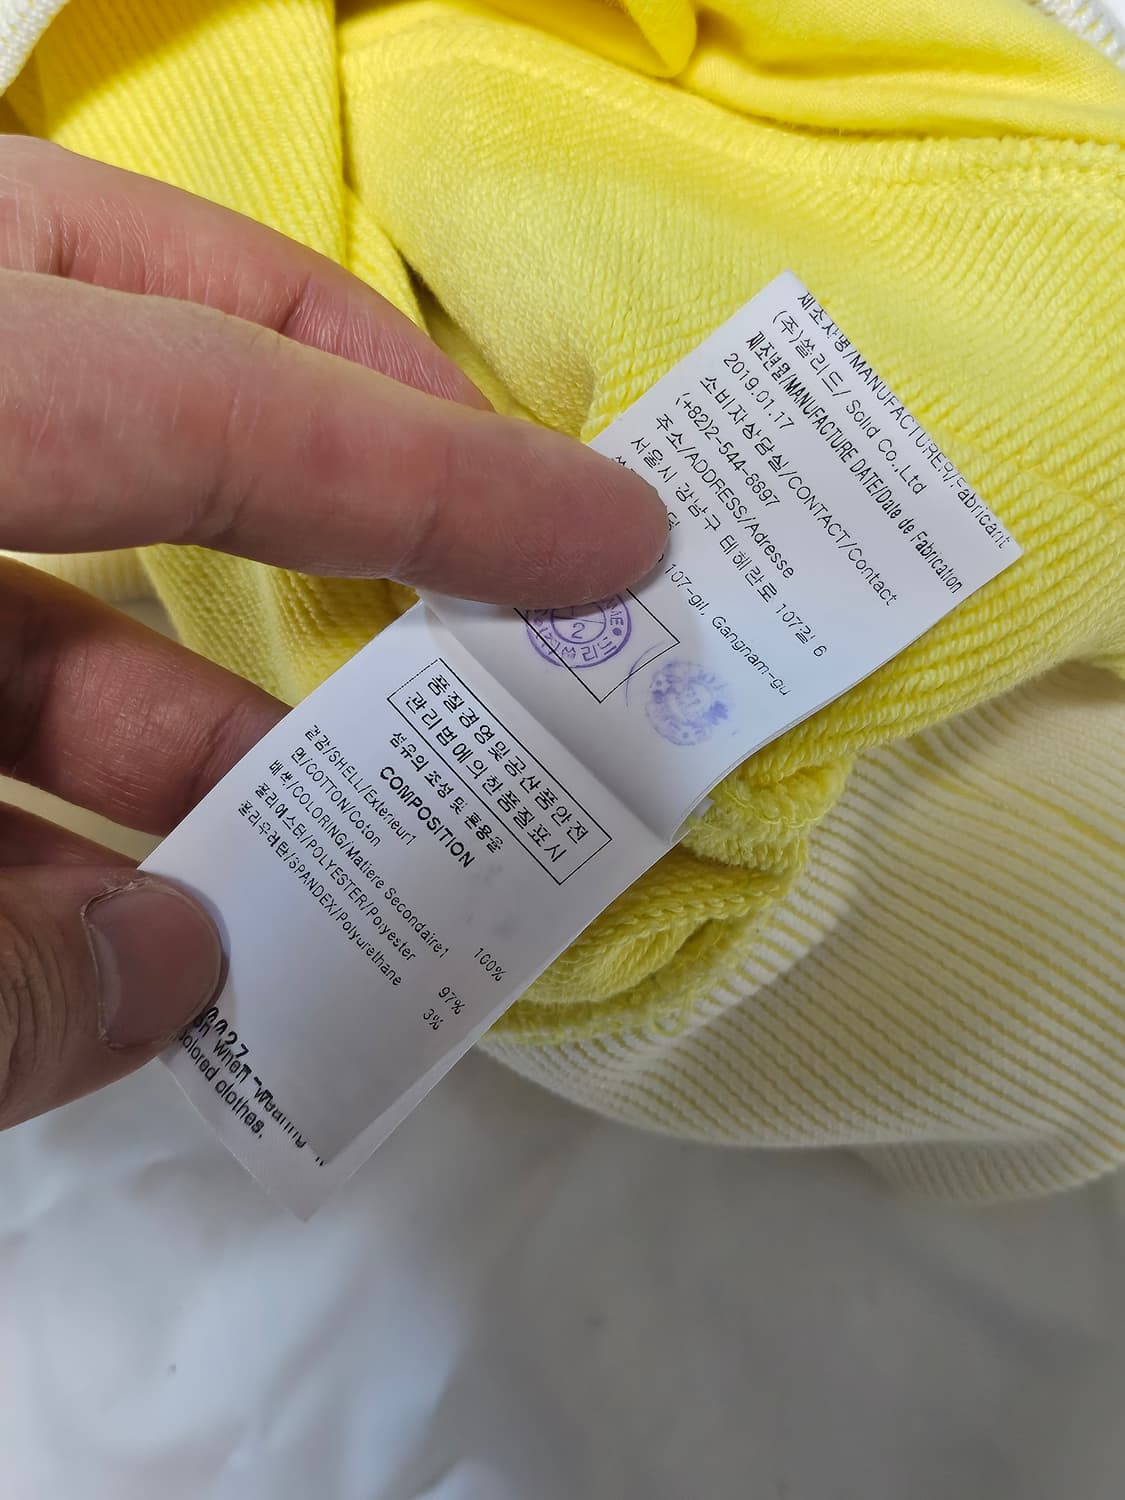 제조자명/MANUFACTURER/Fabricant
(주)쏠리드/ Solid Co.,Ltd
제조년월/MANUFACTURE DATE/Date de Fabrication
2019.01.17
소비자상담실/CONTACT/Contact
(+82)2-544-8897
주소/ADDRESS/Adresse
서울시 강남구 테헤란로 107길 6
107-gil, Gangnam-gu
품질경영및공산품안전
관리법에의한품질표시
섬유의 조성 및 혼용율
COMPOSITION
겉감/SHELL/Exterieur1
면/COTTON/Coton 100%
배색/COLORING/Matiere Secondaire1
폴리에스터/POLYESTER/Polyester 97%
폴리우레탄/SPANDEX/Polyurethane 3%
when
colored clothes.